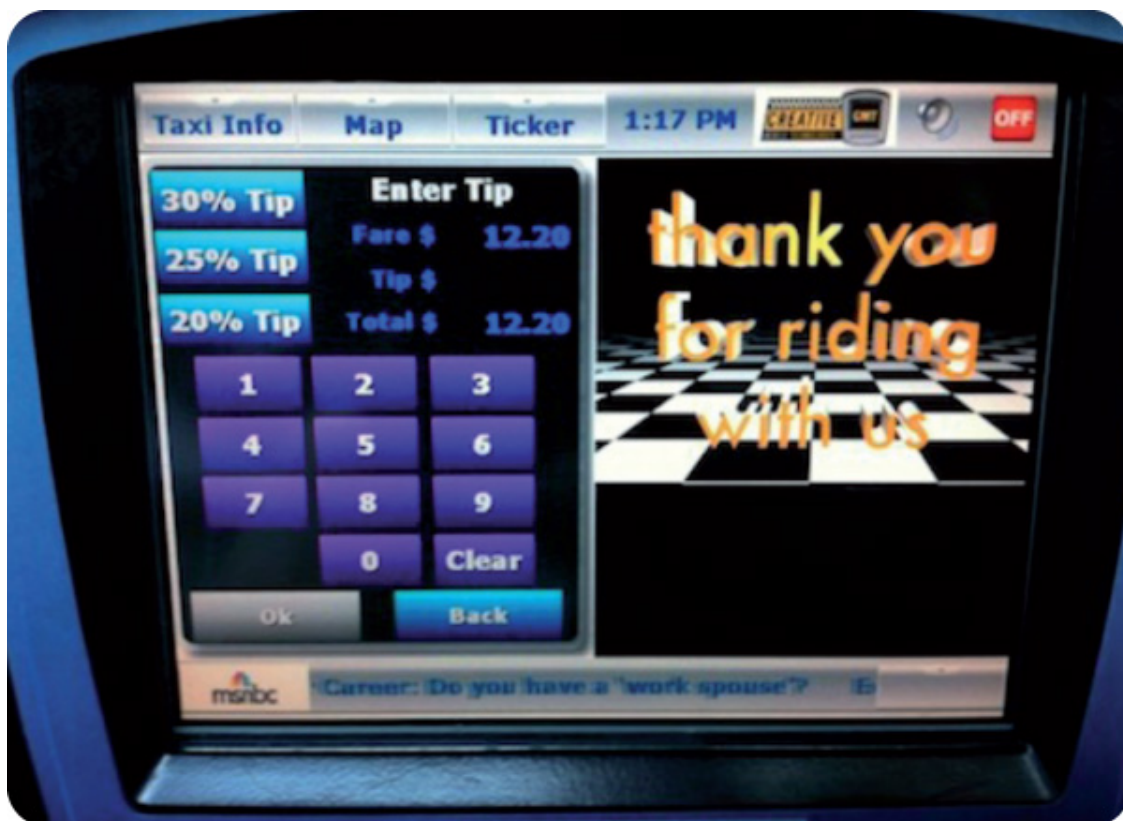 Taxi Info Map Ticker 1:17 PM CREATIVE CMT OFF
30% Tip
25% Tip
20% Tip
Enter Tip
Fare $ 12.20
Tip $
Total $ 12.20
1 2 3
4 5 6
7 8 9
0 Clear
Ok Back
thank you
for riding
with us
msnbc Career: Do you have a "work spouse"?